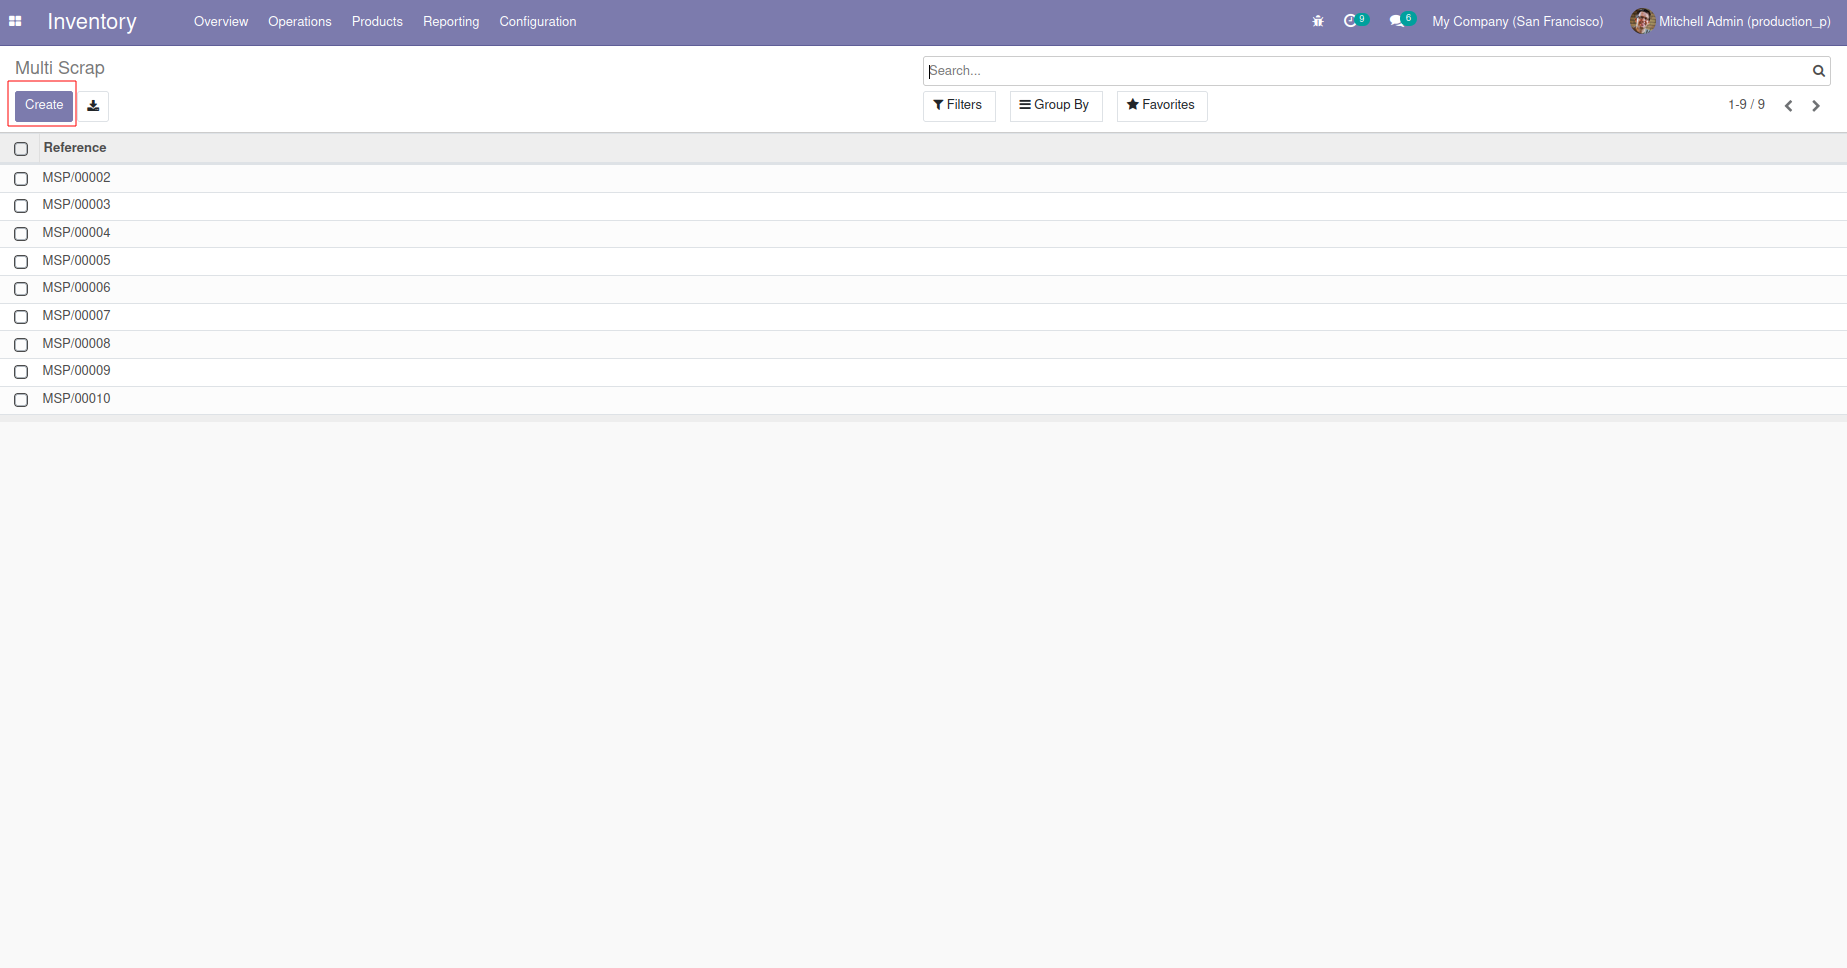 Inventory Overview Operations Products Reporting Configuration 9 6 My Company (San Francisco) Mitchell Admin (production_p)
Multi Scrap
Search...
Create
Filters Group By Favorites 1-9 / 9
Reference
MSP/00002
MSP/00003
MSP/00004
MSP/00005
MSP/00006
MSP/00007
MSP/00008
MSP/00009
MSP/00010